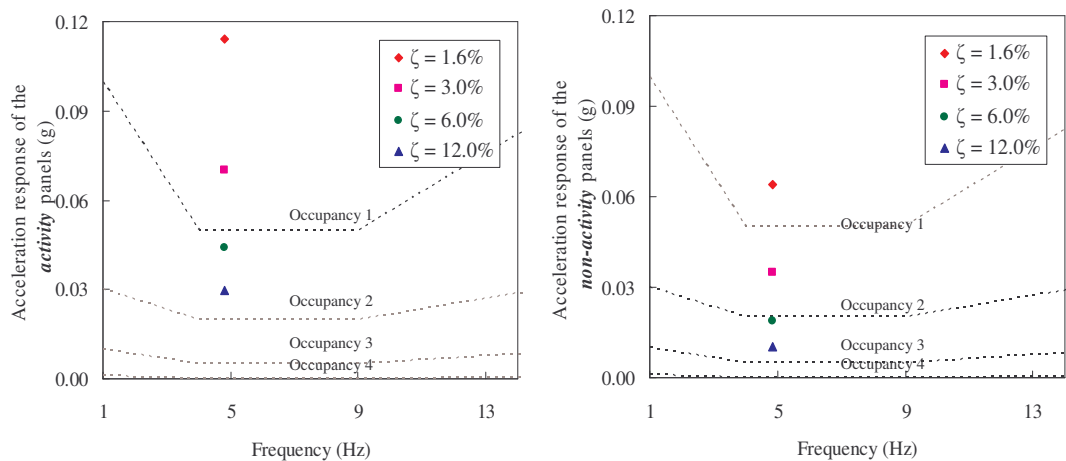 Acceleration response of the
activity panels (g)
0.12
0.09
0.06
0.03
0.00
ζ = 1.6%
ζ = 3.0%
ζ = 6.0%
ζ = 12.0%
Occupancy 1
Occupancy 2
Occupancy 3
Occupancy 4
1 5 9 13
Frequency (Hz)
Acceleration response of the
non-activity panels (g)
0.12
0.09
0.06
0.03
0.00
ζ = 1.6%
ζ = 3.0%
ζ = 6.0%
ζ = 12.0%
Occupancy 1
Occupancy 2
Occupancy 3
Occupancy 4
1 5 9 13
Frequency (Hz)